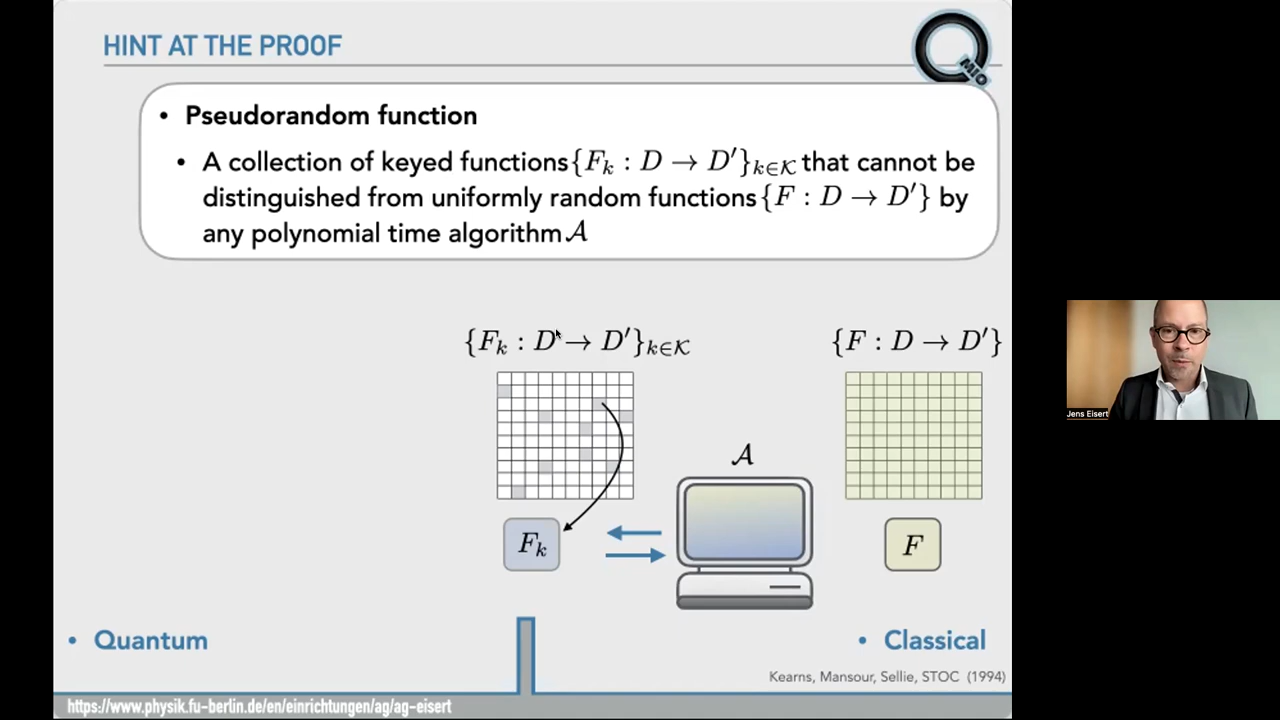 HINT AT THE PROOF
QMIO
• Pseudorandom function
• A collection of keyed functions {F_k : D → D′}_{k∈𝒦} that cannot be
distinguished from uniformly random functions {F : D → D′} by
any polynomial time algorithm 𝒜
{F_k : D → D′}_{k∈𝒦}
{F : D → D′}
𝒜
F_k
F
• Quantum
• Classical
Kearns, Mansour, Sellie, STOC (1994)
https://www.physik.fu-berlin.de/en/einrichtungen/ag/ag-eisert
Jens Eisert